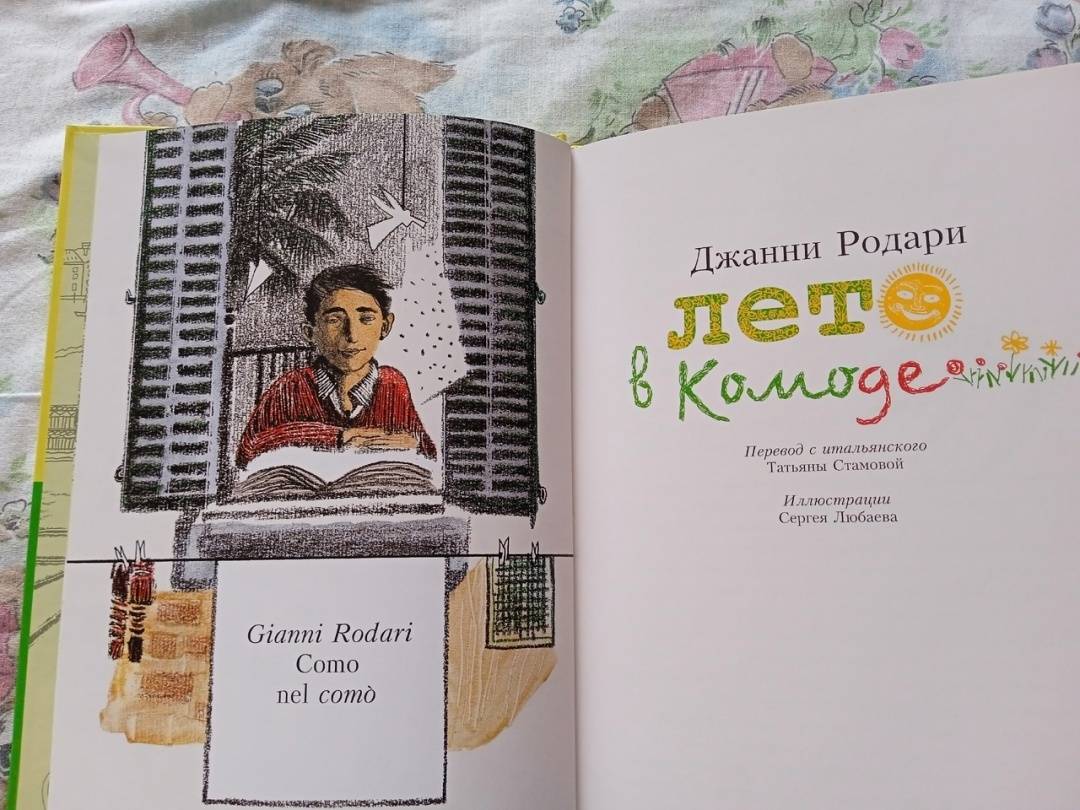 Gianni Rodari
Como
nel comò
Джанни Родари
лето
в Комоде
Перевод с итальянского
Татьяны Стамовой
Иллюстрации
Сергея Любаева